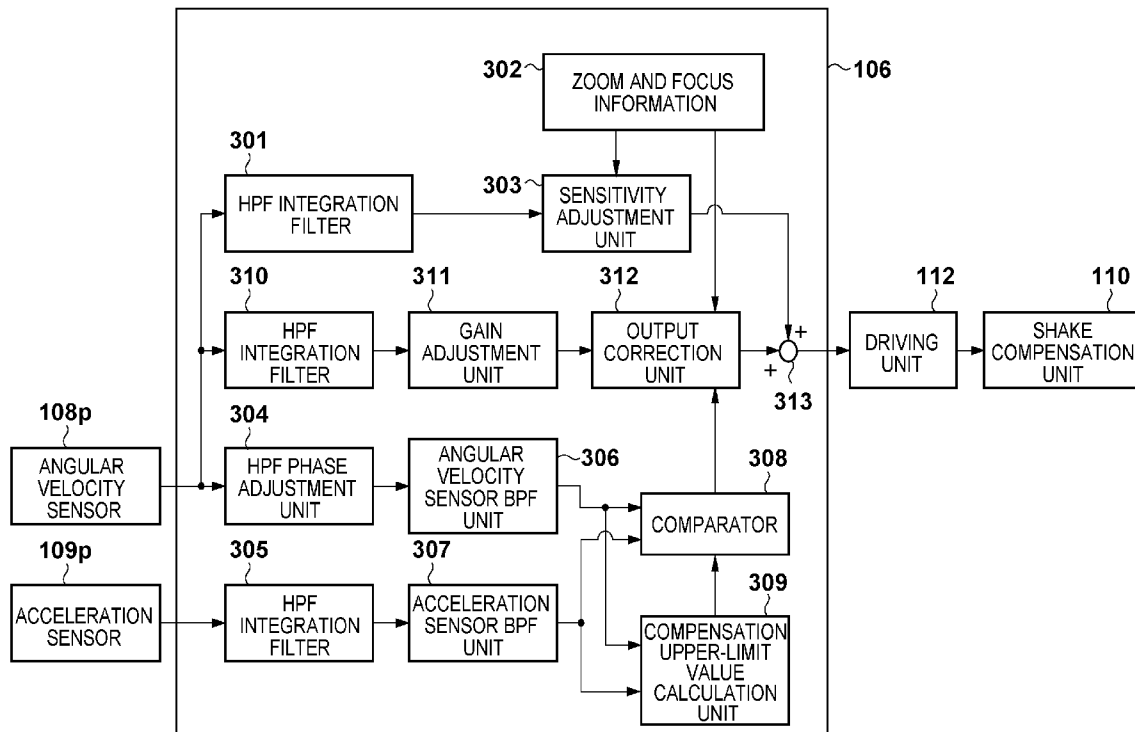 302
ZOOM AND FOCUS
INFORMATION
106
301
HPF INTEGRATION
FILTER
303
SENSITIVITY
ADJUSTMENT
UNIT
310
HPF
INTEGRATION
FILTER
311
GAIN
ADJUSTMENT
UNIT
312
OUTPUT
CORRECTION
UNIT
+
+
313
112
DRIVING
UNIT
110
SHAKE
COMPENSATION
UNIT
108p
ANGULAR
VELOCITY
SENSOR
304
HPF PHASE
ADJUSTMENT
UNIT
306
ANGULAR
VELOCITY
SENSOR BPF
UNIT
308
COMPARATOR
109p
ACCELERATION
SENSOR
305
HPF
INTEGRATION
FILTER
307
ACCELERATION
SENSOR BPF
UNIT
309
COMPENSATION
UPPER-LIMIT
VALUE
CALCULATION
UNIT